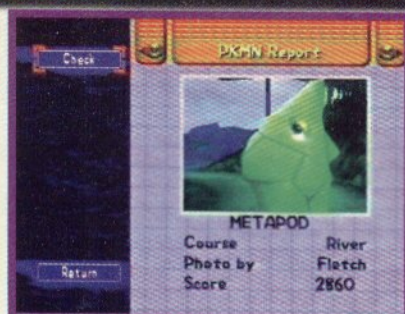 Check
PKMN Report
METAPOD
Course River
Photo by Fletch
Score 2860
Return